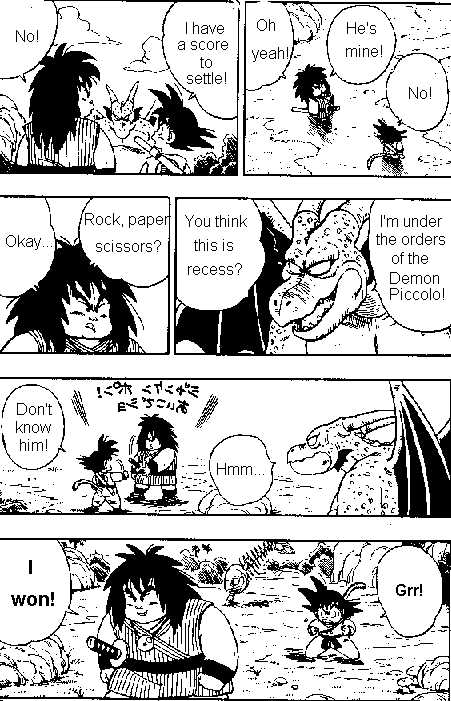 No!
He's
mine!
Oh
yeah!
I have
a score
to
settle!
No!
I'm under
the orders
of the
Demon
Piccolo!
You think
this is
recess?
Rock, paper
scissors?
Okay...
Hmm...
Don't
know
him!
Grr!
I
won!